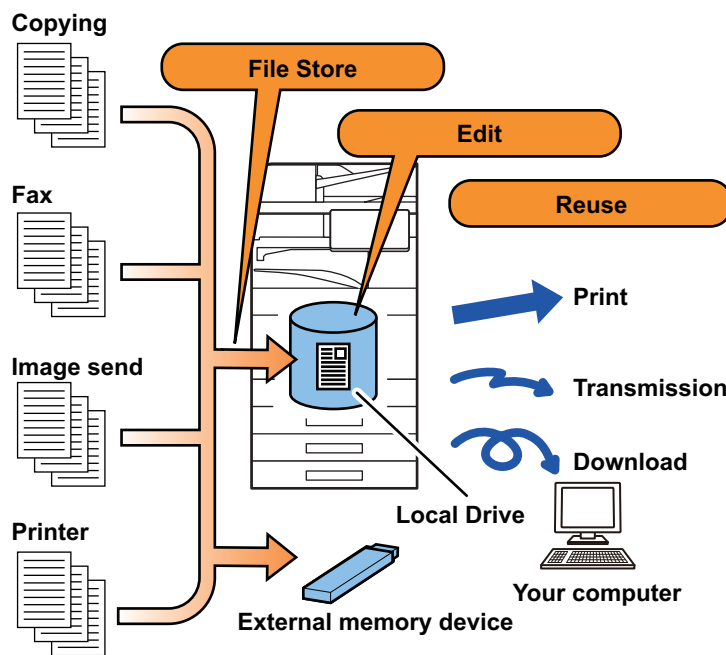 Copying
File Store
Edit
Fax
Reuse
Print
Image send
Transmission
Download
Local Drive
Printer
Your computer
External memory device